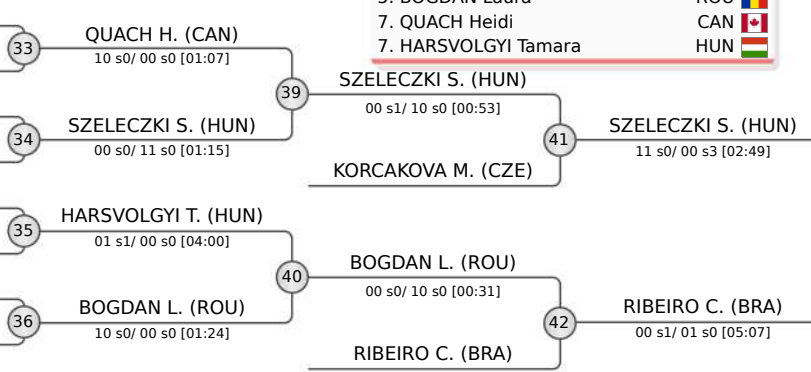 5. BOGDAN Laura ROU
7. QUACH Heidi CAN
7. HARSVOLGYI Tamara HUN
33
QUACH H. (CAN)
10 s0/ 00 s0 [01:07]
39
SZELECZKI S. (HUN)
00 s1/ 10 s0 [00:53]
34
SZELECZKI S. (HUN)
00 s0/ 11 s0 [01:15]
41
SZELECZKI S. (HUN)
11 s0/ 00 s3 [02:49]
KORCAKOVA M. (CZE)
35
HARSVOLGYI T. (HUN)
01 s1/ 00 s0 [04:00]
40
BOGDAN L. (ROU)
00 s0/ 10 s0 [00:31]
36
BOGDAN L. (ROU)
10 s0/ 00 s0 [01:24]
42
RIBEIRO C. (BRA)
00 s1/ 01 s0 [05:07]
RIBEIRO C. (BRA)